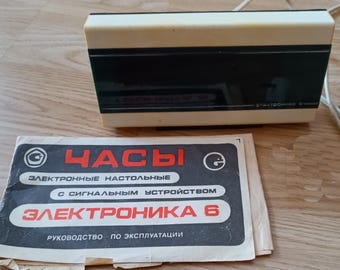 ЧАСЫ
ЭЛЕКТРОННЫЕ НАСТОЛЬНЫЕ
С СИГНАЛЬНЫМ УСТРОЙСТВОМ
ЭЛЕКТРОНИКА 6
РУКОВОДСТВО ПО ЭКСПЛУАТАЦИИ